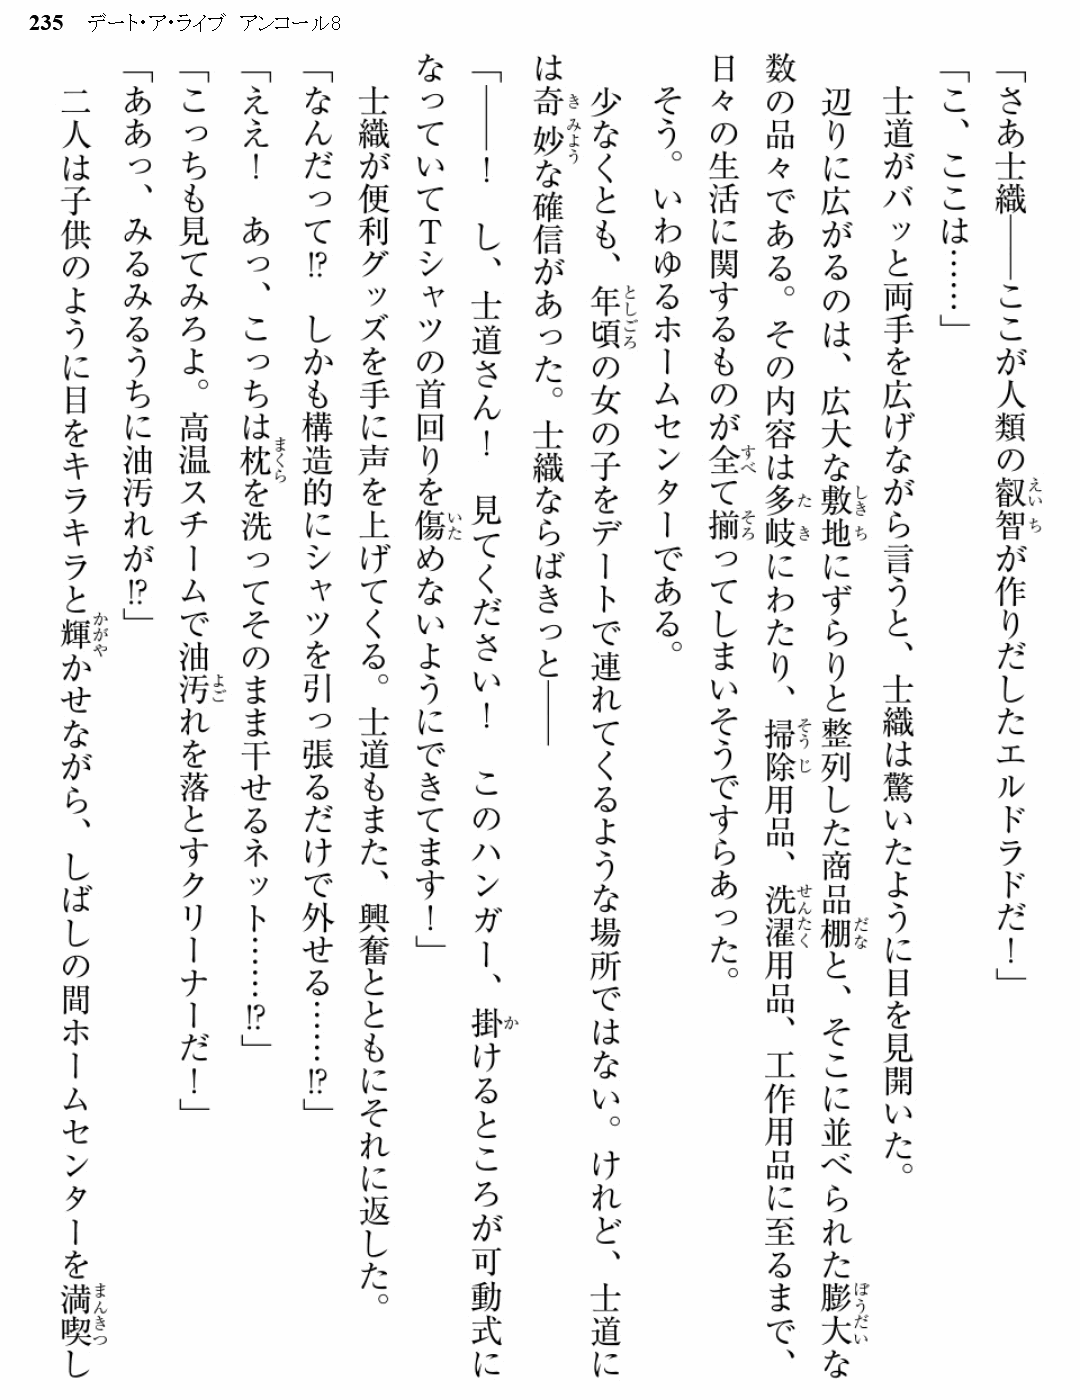 235 デート・ア・ライブ アンコール8
「さあ士織――ここが人類の叡智が作りだしたエルドラドだ！」
「こ、ここは……」
士道がバッと両手を広げながら言うと、士織は驚いたように目を見開いた。
辺りに広がるのは、広大な敷地にずらりと整列した商品棚と、そこに並べられた膨大な
数の品々である。その内容は多岐にわたり、掃除用品、洗濯用品、工作用品に至るまで、
日々の生活に関するものが全て揃ってしまいそうですらあった。
そう。いわゆるホームセンターである。
少なくとも、年頃の女の子をデートで連れてくるような場所ではない。けれど、士道に
は奇妙な確信があった。士織ならばきっと――
「――！　し、士道さん！　見てください！　このハンガー、掛けるところが可動式に
なっていてTシャツの首回りを傷めないようにできてます！」
士織が便利グッズを手に声を上げてくる。士道もまた、興奮とともにそれに返した。
「なんだって!?　しかも構造的にシャツを引っ張るだけで外せる……!?」
「ええ！　あっ、こっちは枕を洗ってそのまま干せるネット……!?」
「こっちも見てみろよ。高温スチームで油汚れを落とすクリーナーだ！」
「ああっ、みるみるうちに油汚れが!?」
二人は子供のように目をキラキラと輝かせながら、しばしの間ホームセンターを満喫し